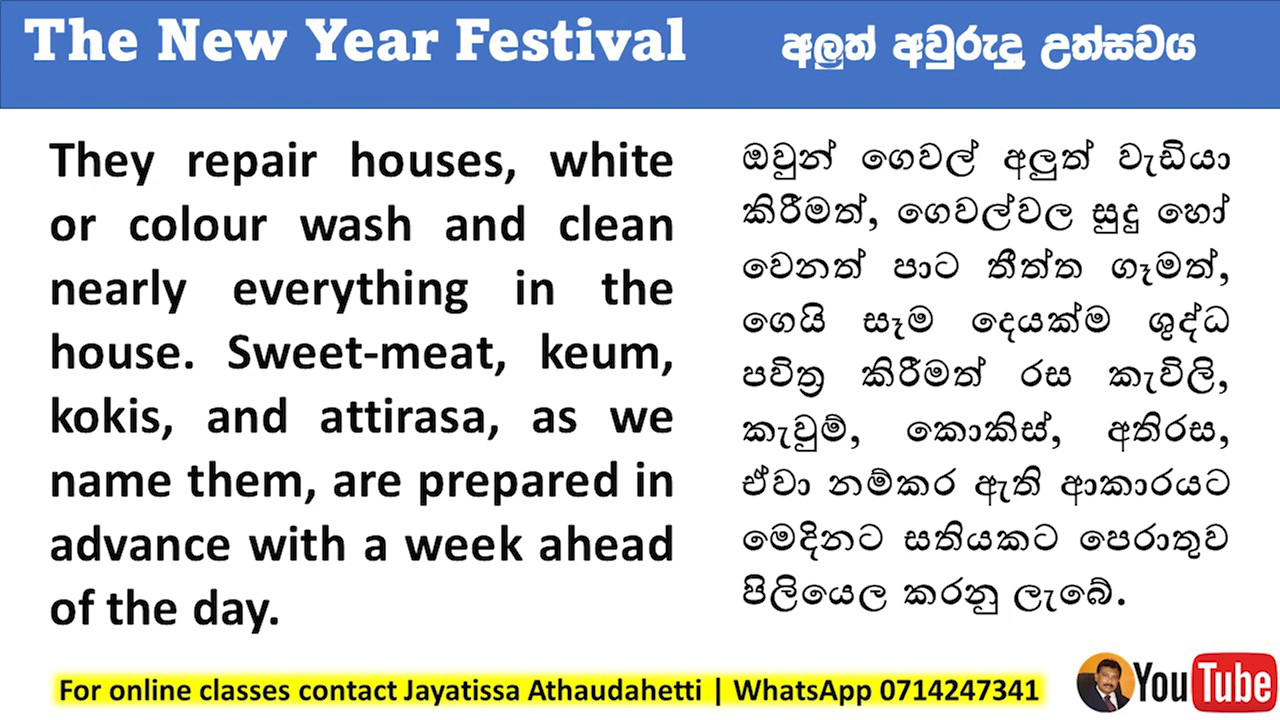 The New Year Festival
අලුත් අවුරුදු උත්සවය
They repair houses, white
or colour wash and clean
nearly everything in the
house. Sweet-meat, keum,
kokis, and attirasa, as we
name them, are prepared in
advance with a week ahead
of the day.
ඔවුන් ගෙවල් අලුත් වැඩියා
කිරීමත්, ගෙවල්වල සුදු හෝ
වෙනත් පාට තීන්ත ගෑමත්,
ගෙයි සෑම දෙයක්ම ශුද්ධ
පවිත්‍ර කිරීමත් රස කැවිලි,
කැවුම්, කොකිස්, අතිරස,
ඒවා නම්කර ඇති ආකාරයට
මෙදිනට සතියකට පෙරාතුව
පිලියෙල කරනු ලැබේ.
For online classes contact Jayatissa Athaudahetti | WhatsApp 0714247341
YouTube